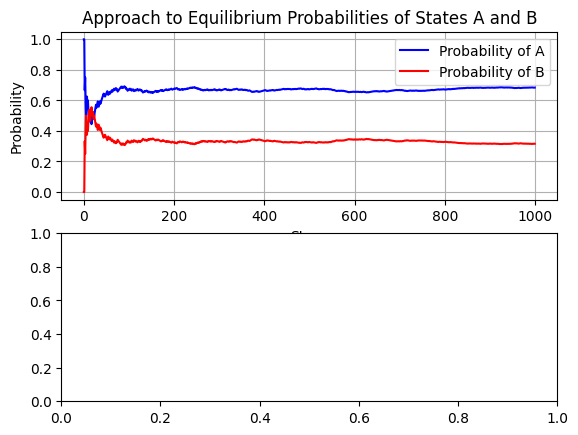 Approach to Equilibrium Probabilities of States A and B
1.0
0.8
0.6
0.4
0.2
0.0
Probability
Probability of A
Probability of B
0 200 400 600 800 1000
1.0
0.8
0.6
0.4
0.2
0.0
0.0 0.2 0.4 0.6 0.8 1.0